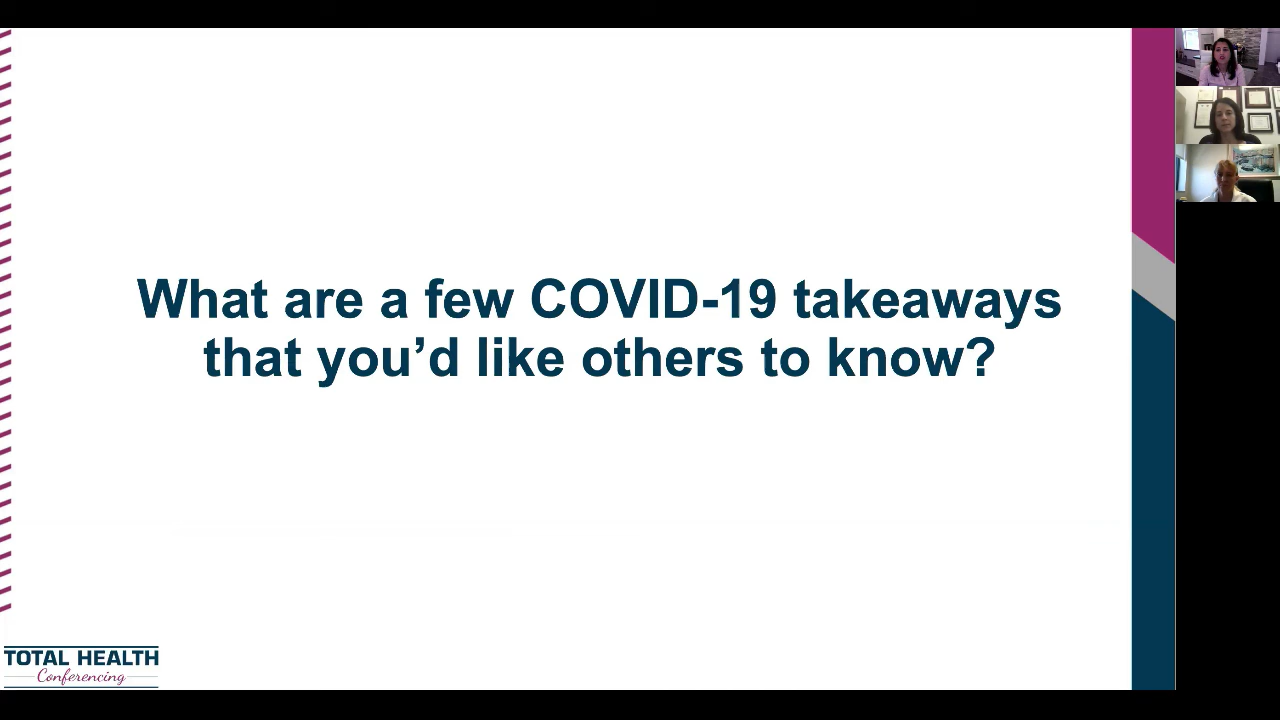 What are a few COVID-19 takeaways
that you’d like others to know?
TOTAL HEALTH
Conferencing